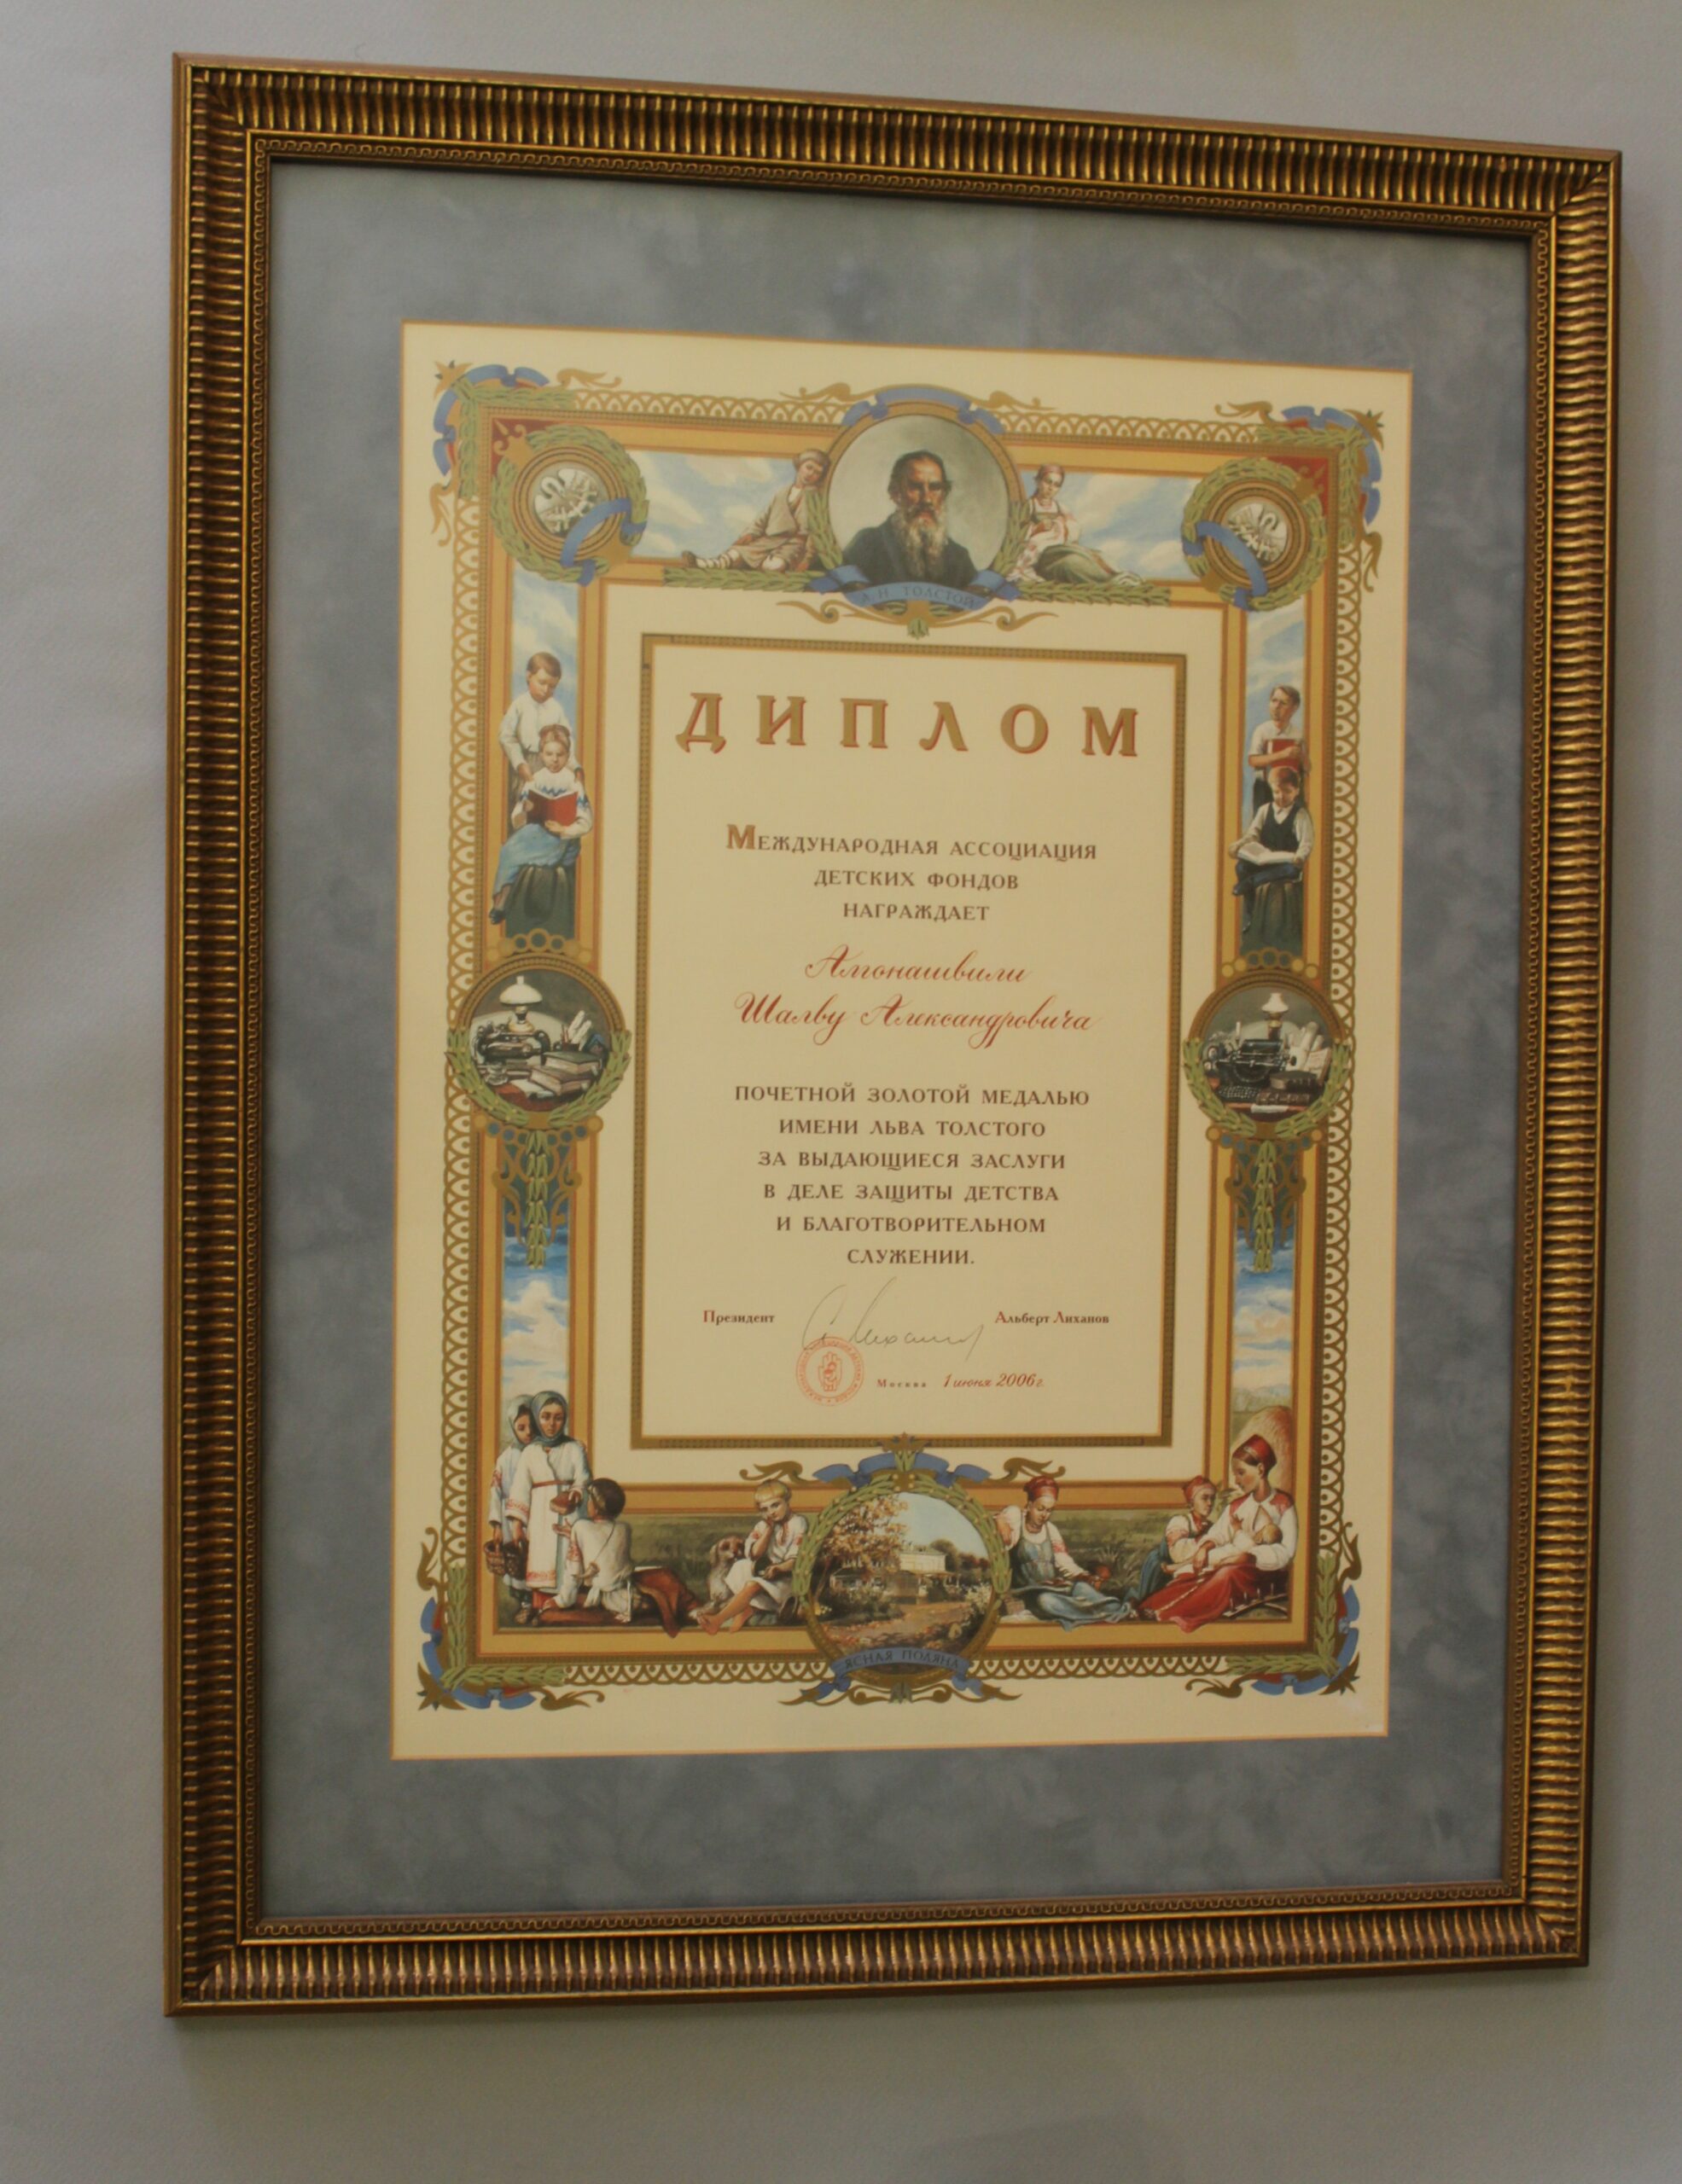 Л. Н. ТОЛСТОЙ
ДИПЛОМ
МЕЖДУНАРОДНАЯ АССОЦИАЦИЯ
ДЕТСКИХ ФОНДОВ
НАГРАЖДАЕТ
Амонашвили
Шалву Александровича
ПОЧЕТНОЙ ЗОЛОТОЙ МЕДАЛЬЮ
ИМЕНИ ЛЬВА ТОЛСТОГО
ЗА ВЫДАЮЩИЕСЯ ЗАСЛУГИ
В ДЕЛЕ ЗАЩИТЫ ДЕТСТВА
И БЛАГОТВОРИТЕЛЬНОМ
СЛУЖЕНИИ.
Президент Альберт Лиханов
Москва 1 июня 2006 г.
ЯСНАЯ ПОЛЯНА